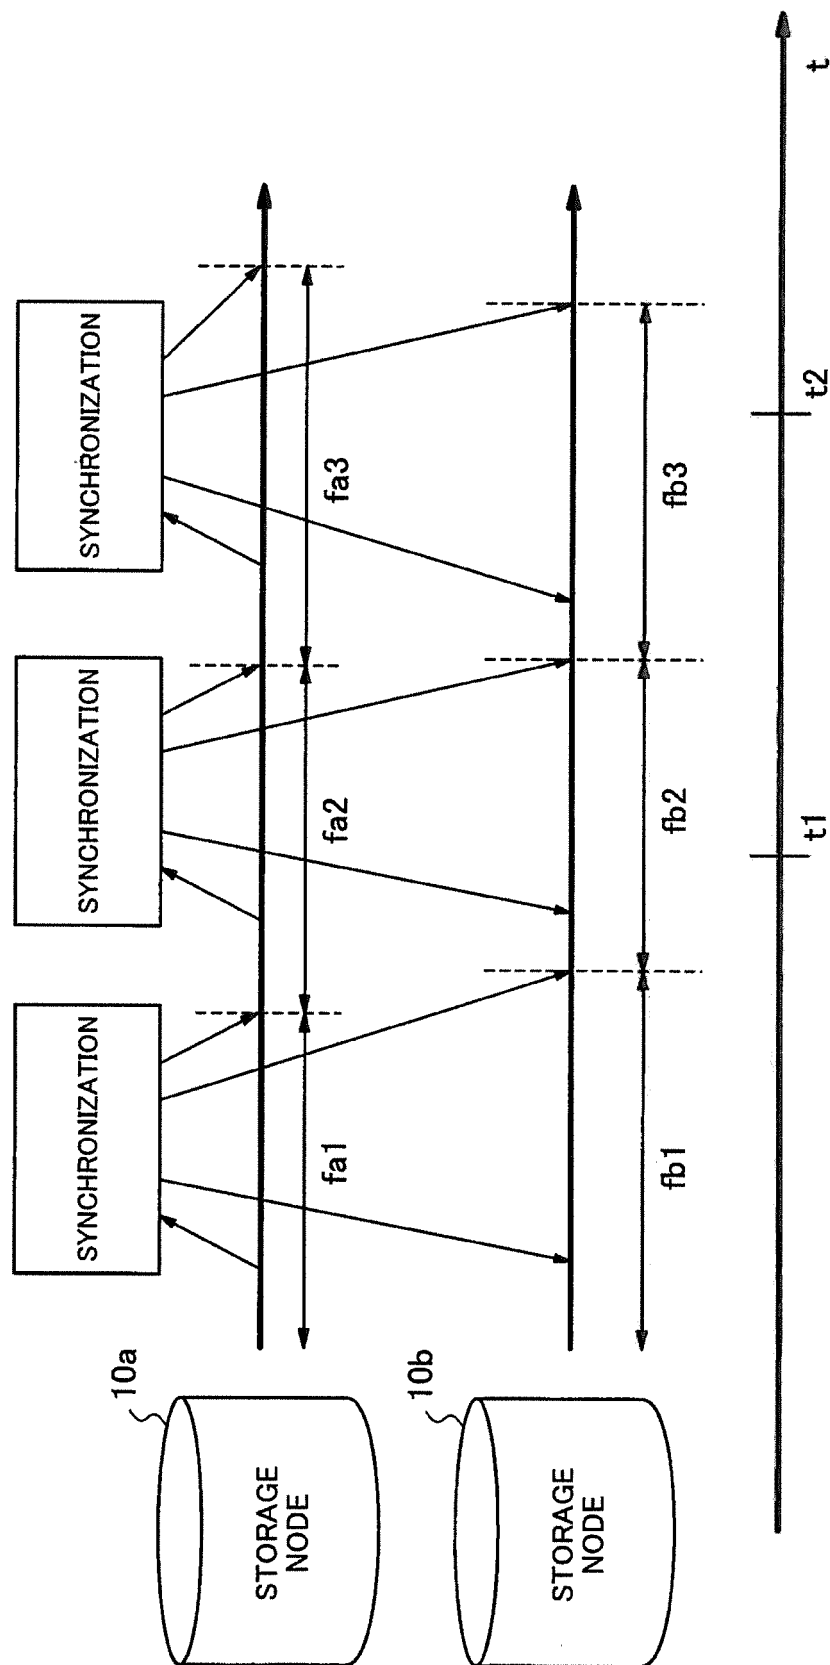 SYNCHRONIZATION
SYNCHRONIZATION
SYNCHRONIZATION
10a
STORAGE
NODE
fa1
fa2
fa3
10b
STORAGE
NODE
fb1
fb2
fb3
t1
t2
t